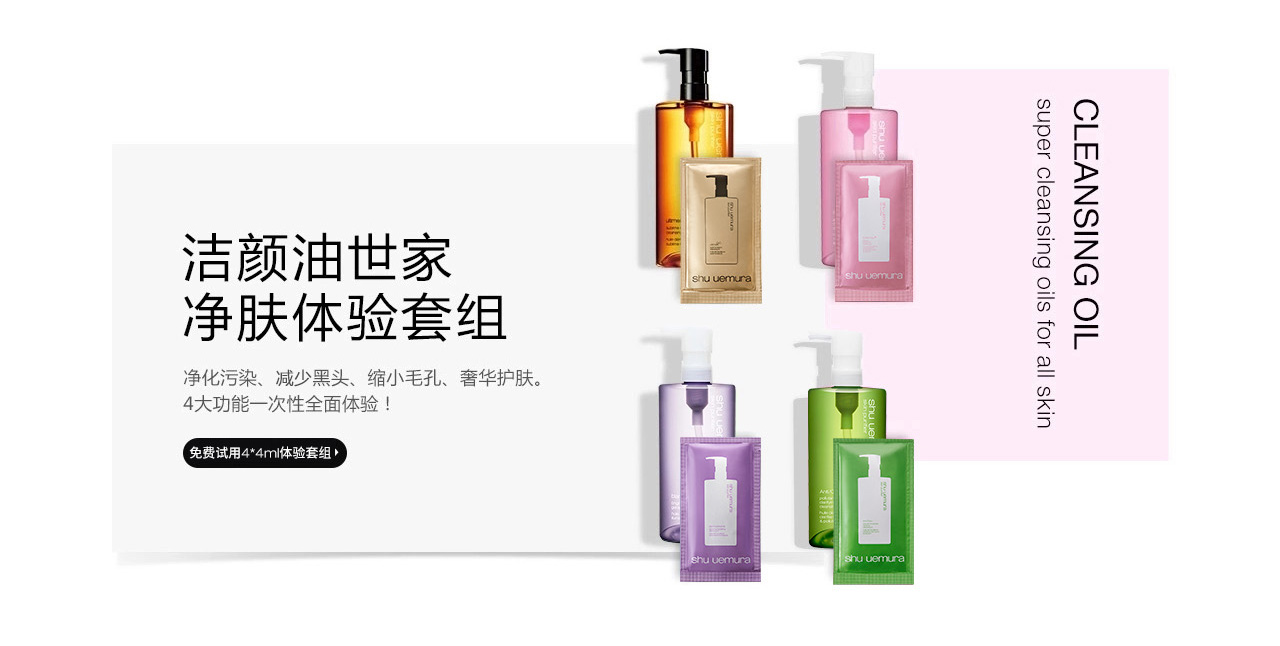 洁颜油世家
净肤体验套组
净化污染、减少黑头、缩小毛孔、奢华护肤。
4大功能一次性全面体验！
免费试用4*4ml体验套组
shu uemura
shu uemura
shu uemura
shu uemura
CLEANSING OIL
super cleansing oils for all skin